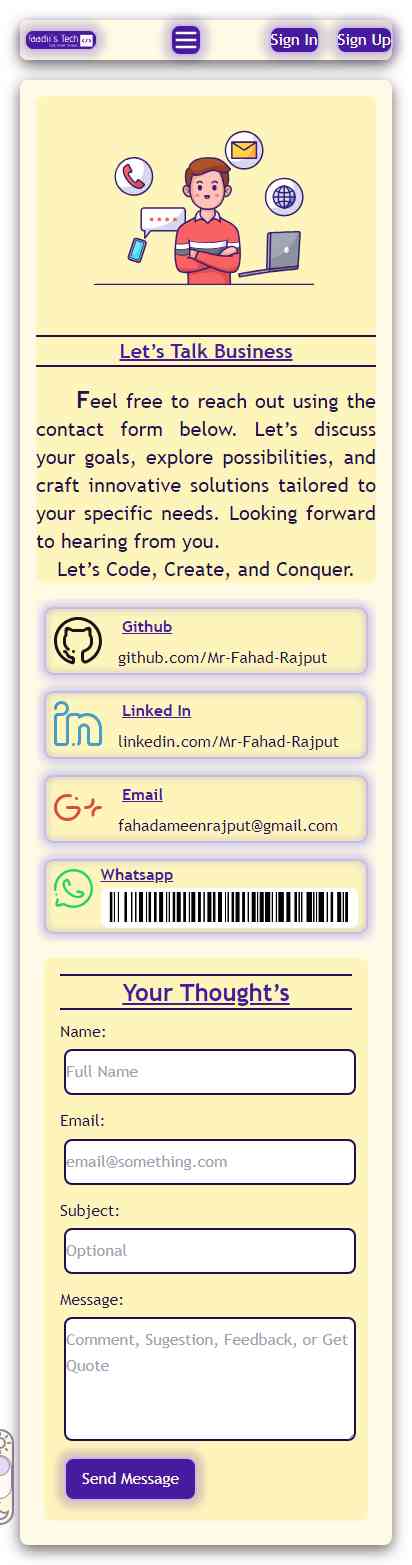 Saadii's Tech
Sign In
Sign Up
Let's Talk Business
Feel free to reach out using the
contact form below. Let's discuss
your goals, explore possibilities, and
craft innovative solutions tailored to
your specific needs. Looking forward
to hearing from you.
Let's Code, Create, and Conquer.
Github
github.com/Mr-Fahad-Rajput
Linked In
linkedin.com/Mr-Fahad-Rajput
Email
fahadameenrajput@gmail.com
Whatsapp
Your Thought's
Name:
Full Name
Email:
email@something.com
Subject:
Optional
Message:
Comment, Sugestion, Feedback, or Get
Quote
Send Message